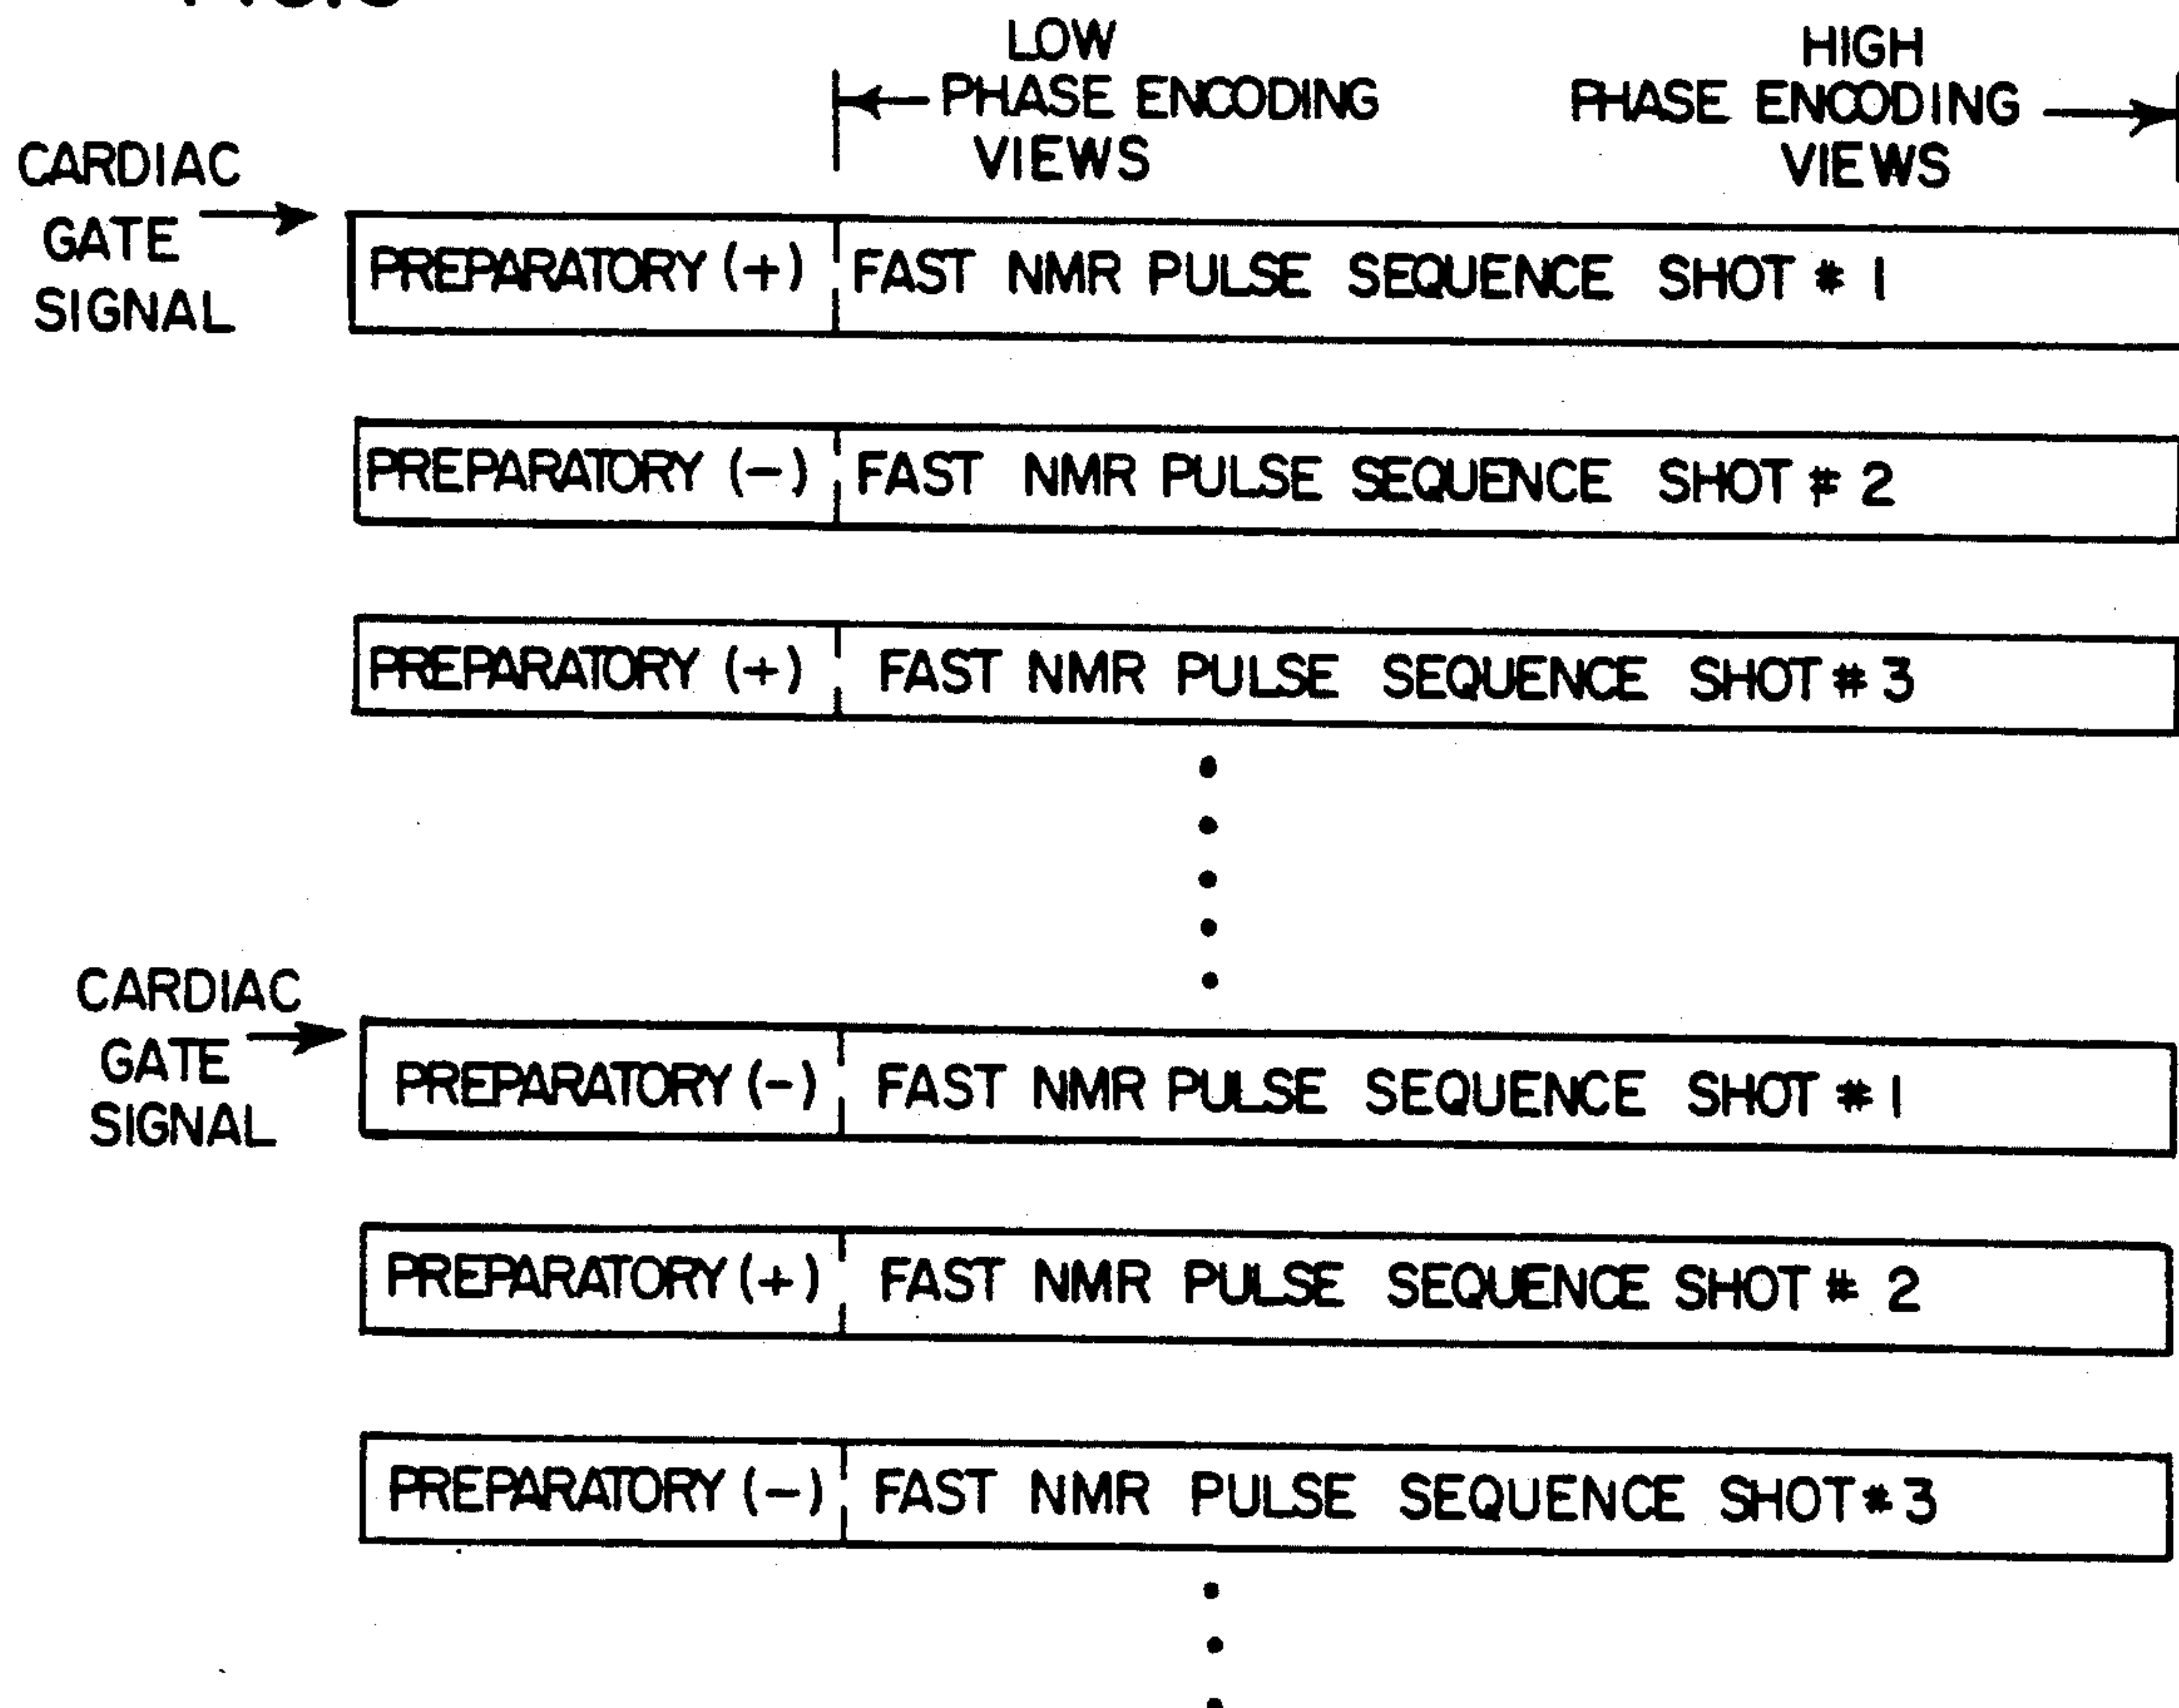 LOW
PHASE ENCODING
VIEWS
HIGH
PHASE ENCODING
VIEWS
CARDIAC
GATE
SIGNAL
PREPARATORY (+) FAST NMR PULSE SEQUENCE SHOT # 1
PREPARATORY (-) FAST NMR PULSE SEQUENCE SHOT # 2
PREPARATORY (+) FAST NMR PULSE SEQUENCE SHOT # 3
CARDIAC
GATE
SIGNAL
PREPARATORY (-) FAST NMR PULSE SEQUENCE SHOT # 1
PREPARATORY (+) FAST NMR PULSE SEQUENCE SHOT # 2
PREPARATORY (-) FAST NMR PULSE SEQUENCE SHOT # 3